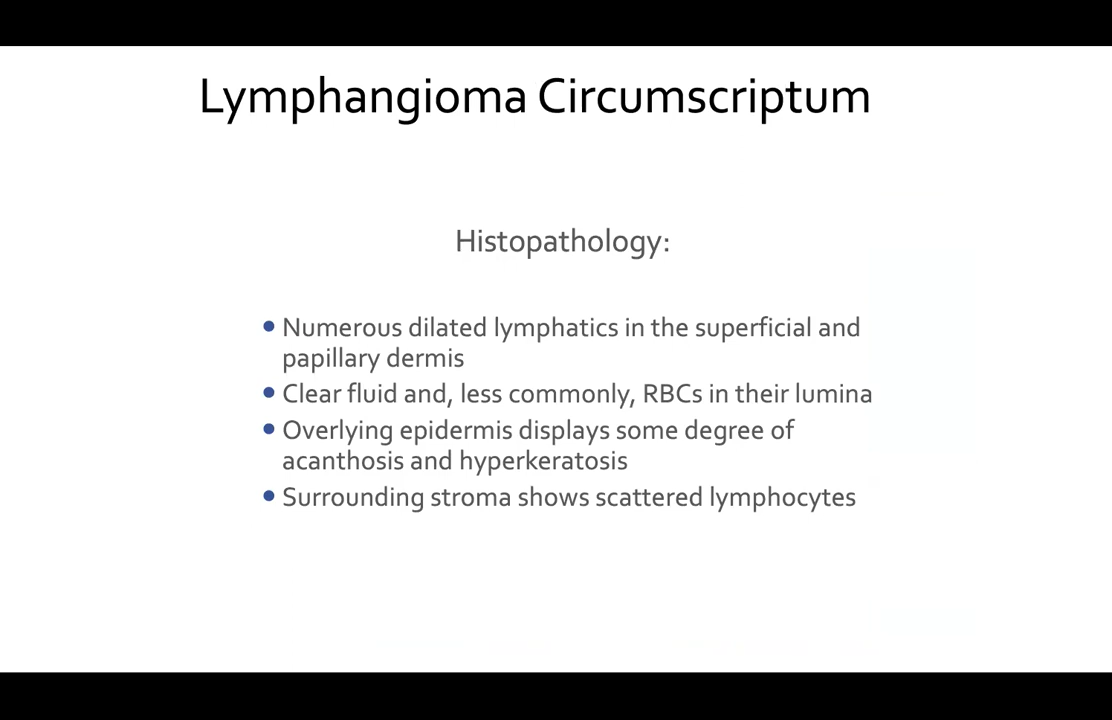 Lymphangioma Circumscriptum
Histopathology:
• Numerous dilated lymphatics in the superficial and
papillary dermis
• Clear fluid and, less commonly, RBCs in their lumina
• Overlying epidermis displays some degree of
acanthosis and hyperkeratosis
• Surrounding stroma shows scattered lymphocytes